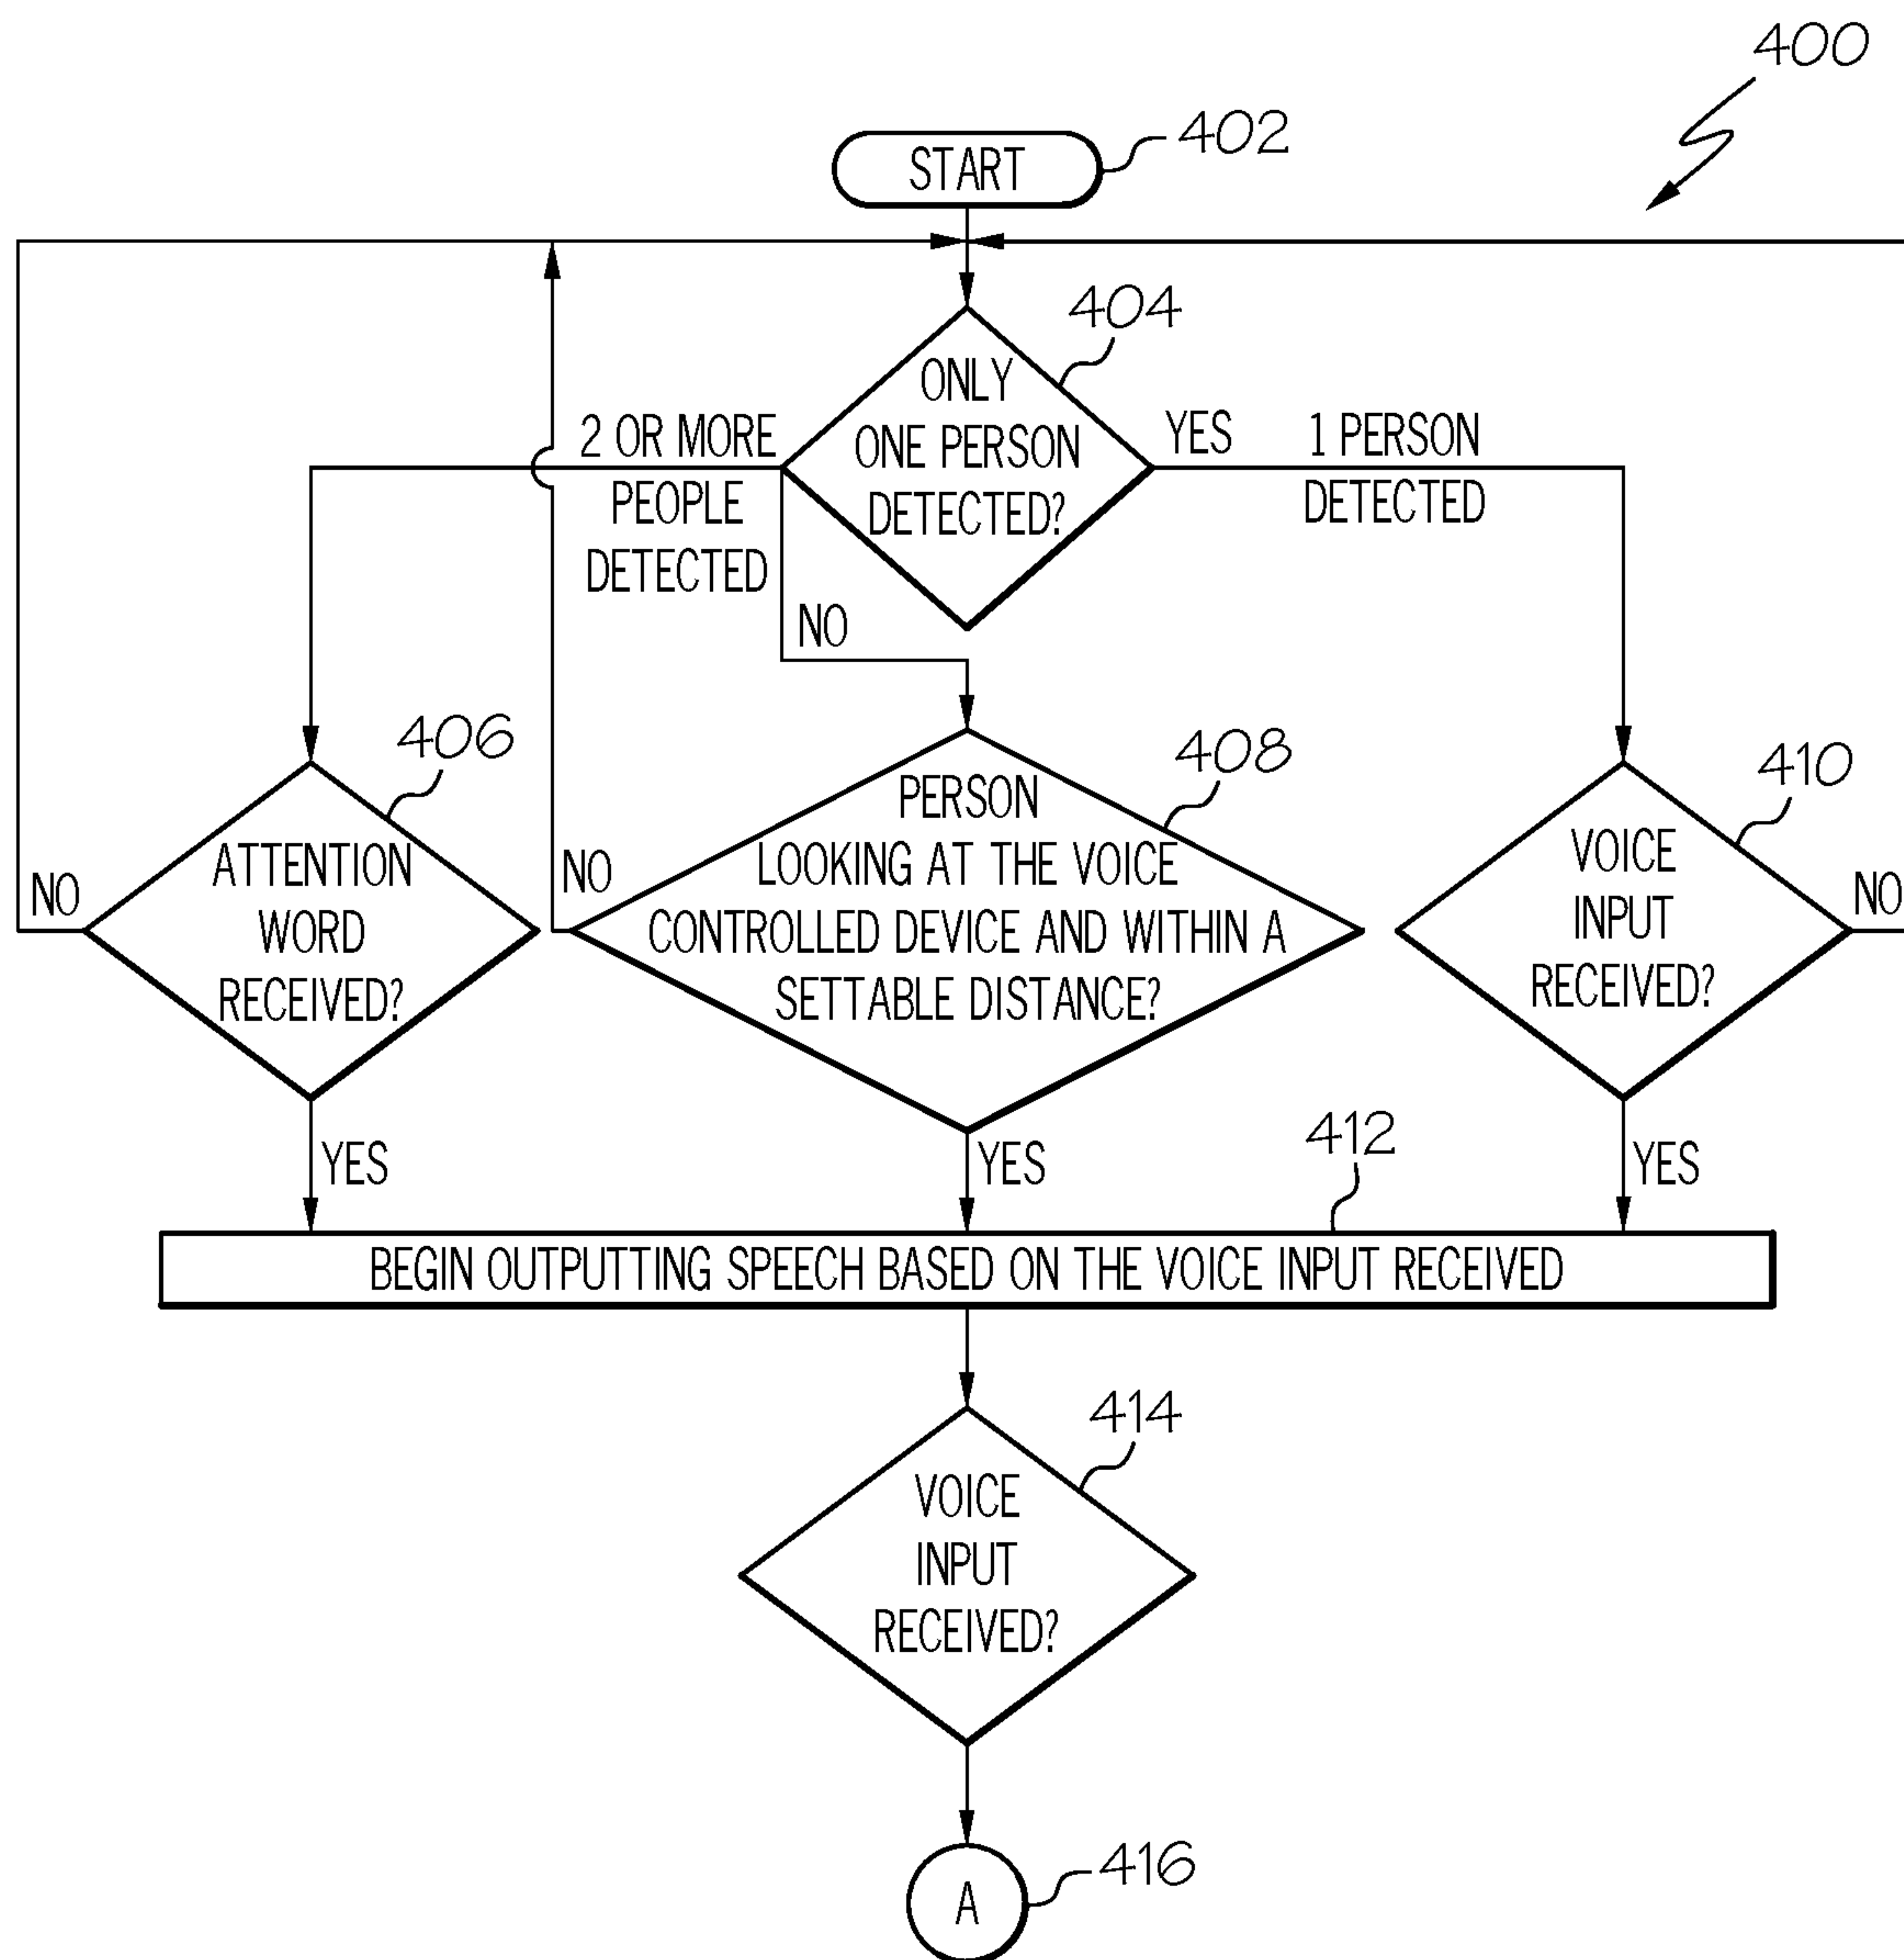 400
START
402
404
ONLY
ONE PERSON
DETECTED?
2 OR MORE
PEOPLE
DETECTED
YES
1 PERSON
DETECTED
NO
406
ATTENTION
WORD
RECEIVED?
NO
YES
408
PERSON
LOOKING AT THE VOICE
CONTROLLED DEVICE AND WITHIN A
SETTABLE DISTANCE?
NO
YES
410
VOICE
INPUT
RECEIVED?
NO
YES
412
BEGIN OUTPUTTING SPEECH BASED ON THE VOICE INPUT RECEIVED
414
VOICE
INPUT
RECEIVED?
A
416